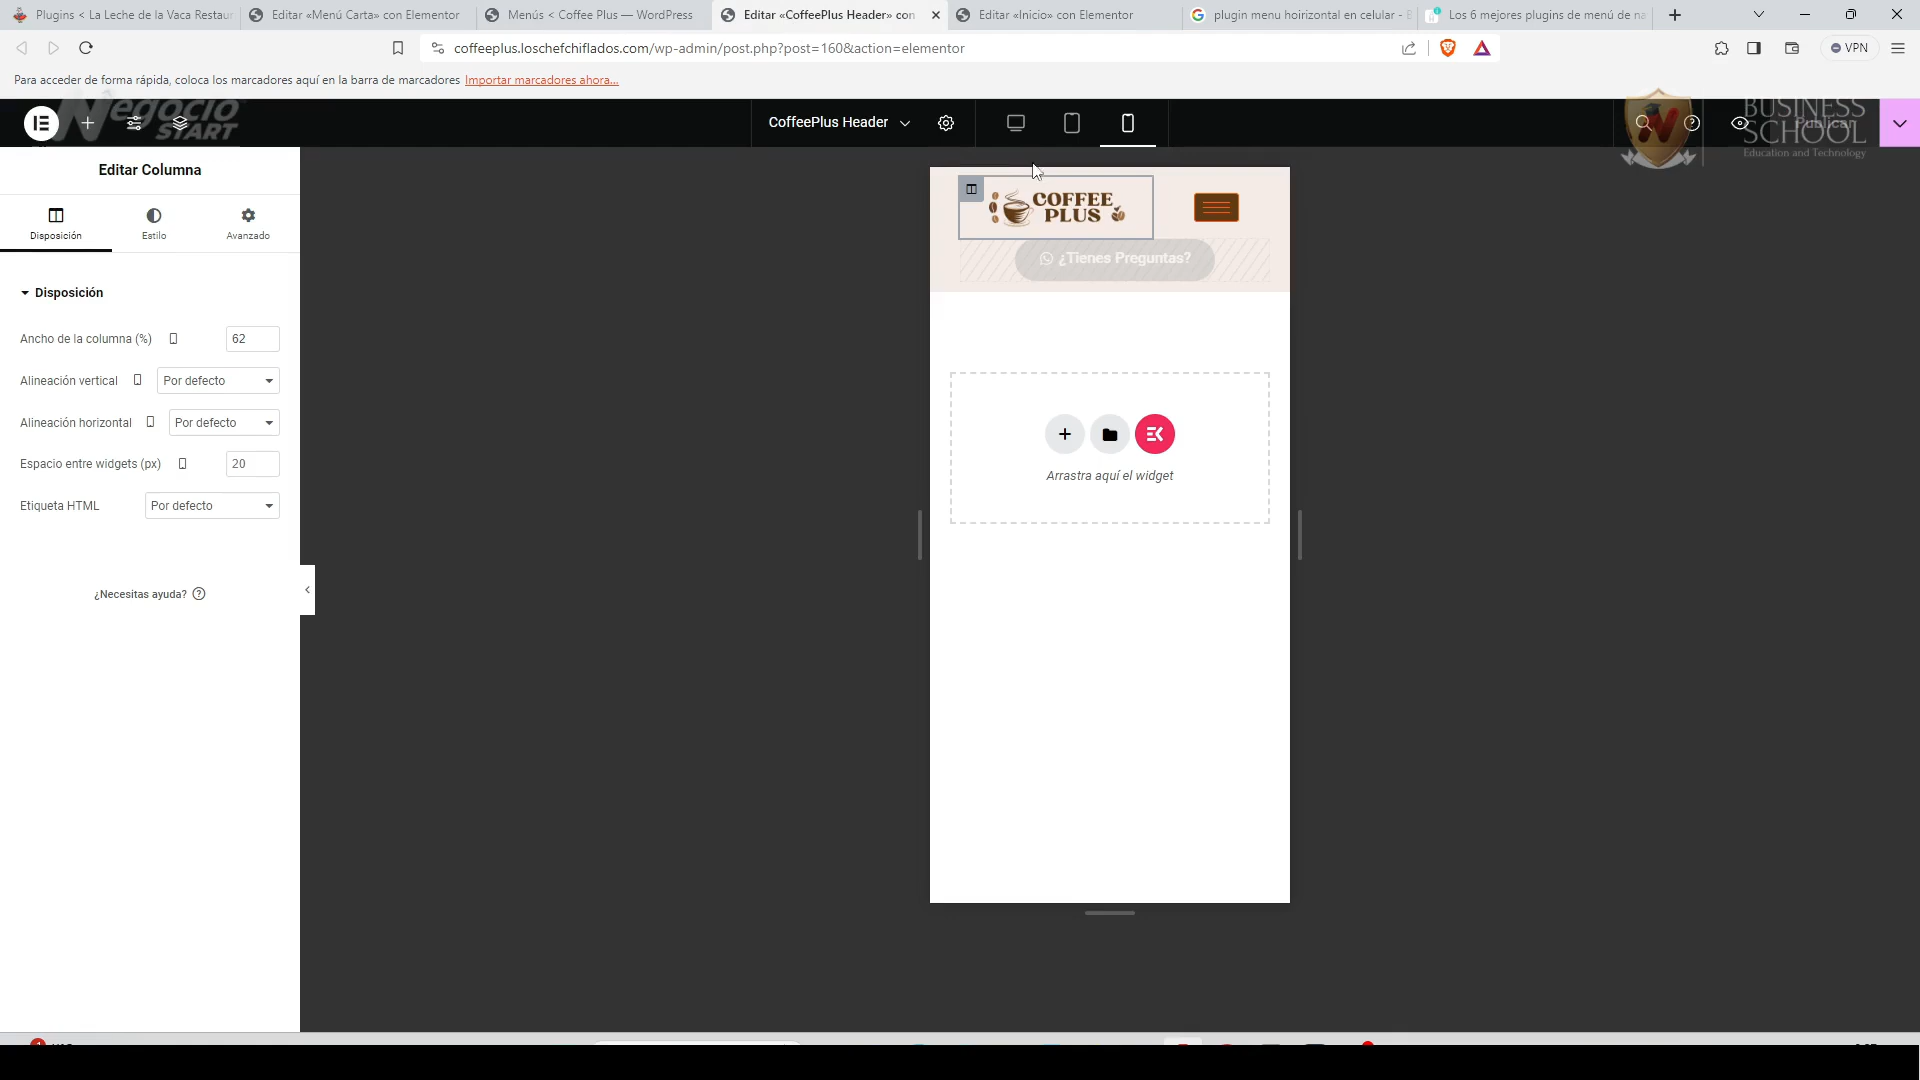 Plugins < La Leche de la Vaca Restaur
Editar «Menú Carta» con Elementor
Menús < Coffee Plus — WordPress
Editar «CoffeePlus Header» con
Editar «Inicio» con Elementor
plugin menu hoirizontal en celular - B
Los 6 mejores plugins de menú de na
coffeeplus.loschefchiflados.com/wp-admin/post.php?post=160&action=elementor
VPN
Para acceder de forma rápida, coloca los marcadores aquí en la barra de marcadores Importar marcadores ahora...
Negocio
START
CoffeePlus Header
Publicar
BUSINESS
SCHOOL
Education and Technology
Editar Columna
Disposición
Estilo
Avanzado
Disposición
Ancho de la columna (%)
62
Alineación vertical
Por defecto
Alineación horizontal
Por defecto
Espacio entre widgets (px)
20
Etiqueta HTML
Por defecto
¿Necesitas ayuda?
COFFEE
PLUS
¿Tienes Preguntas?
Arrastra aquí el widget